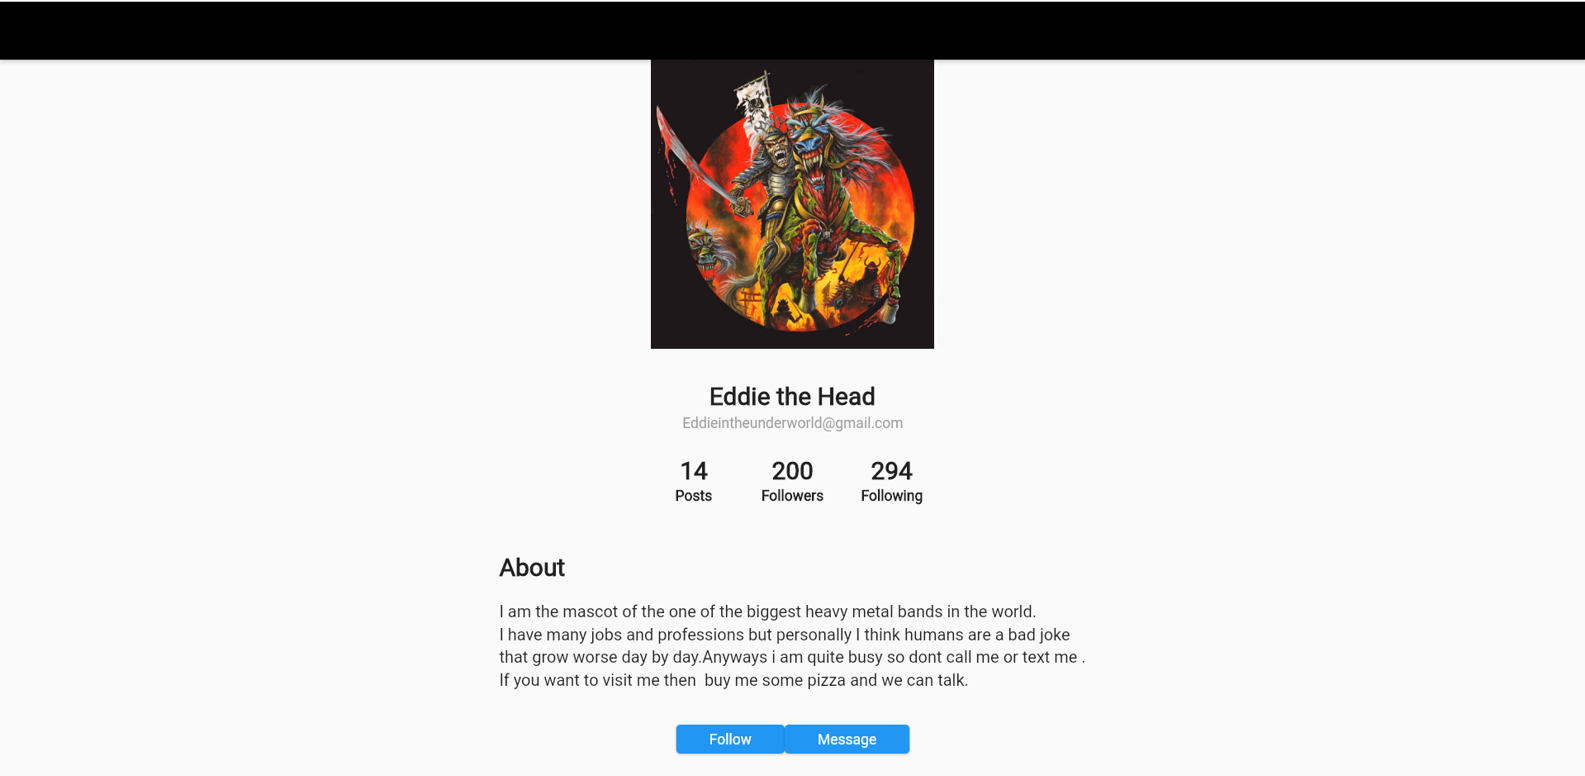 Eddie the Head
Eddieintheunderworld@gmail.com
14 200 294
Posts Followers Following
About
I am the mascot of the one of the biggest heavy metal bands in the world.
I have many jobs and professions but personally I think humans are a bad joke
that grow worse day by day.Anyways i am quite busy so dont call me or text me .
If you want to visit me then  buy me some pizza and we can talk.
Follow Message